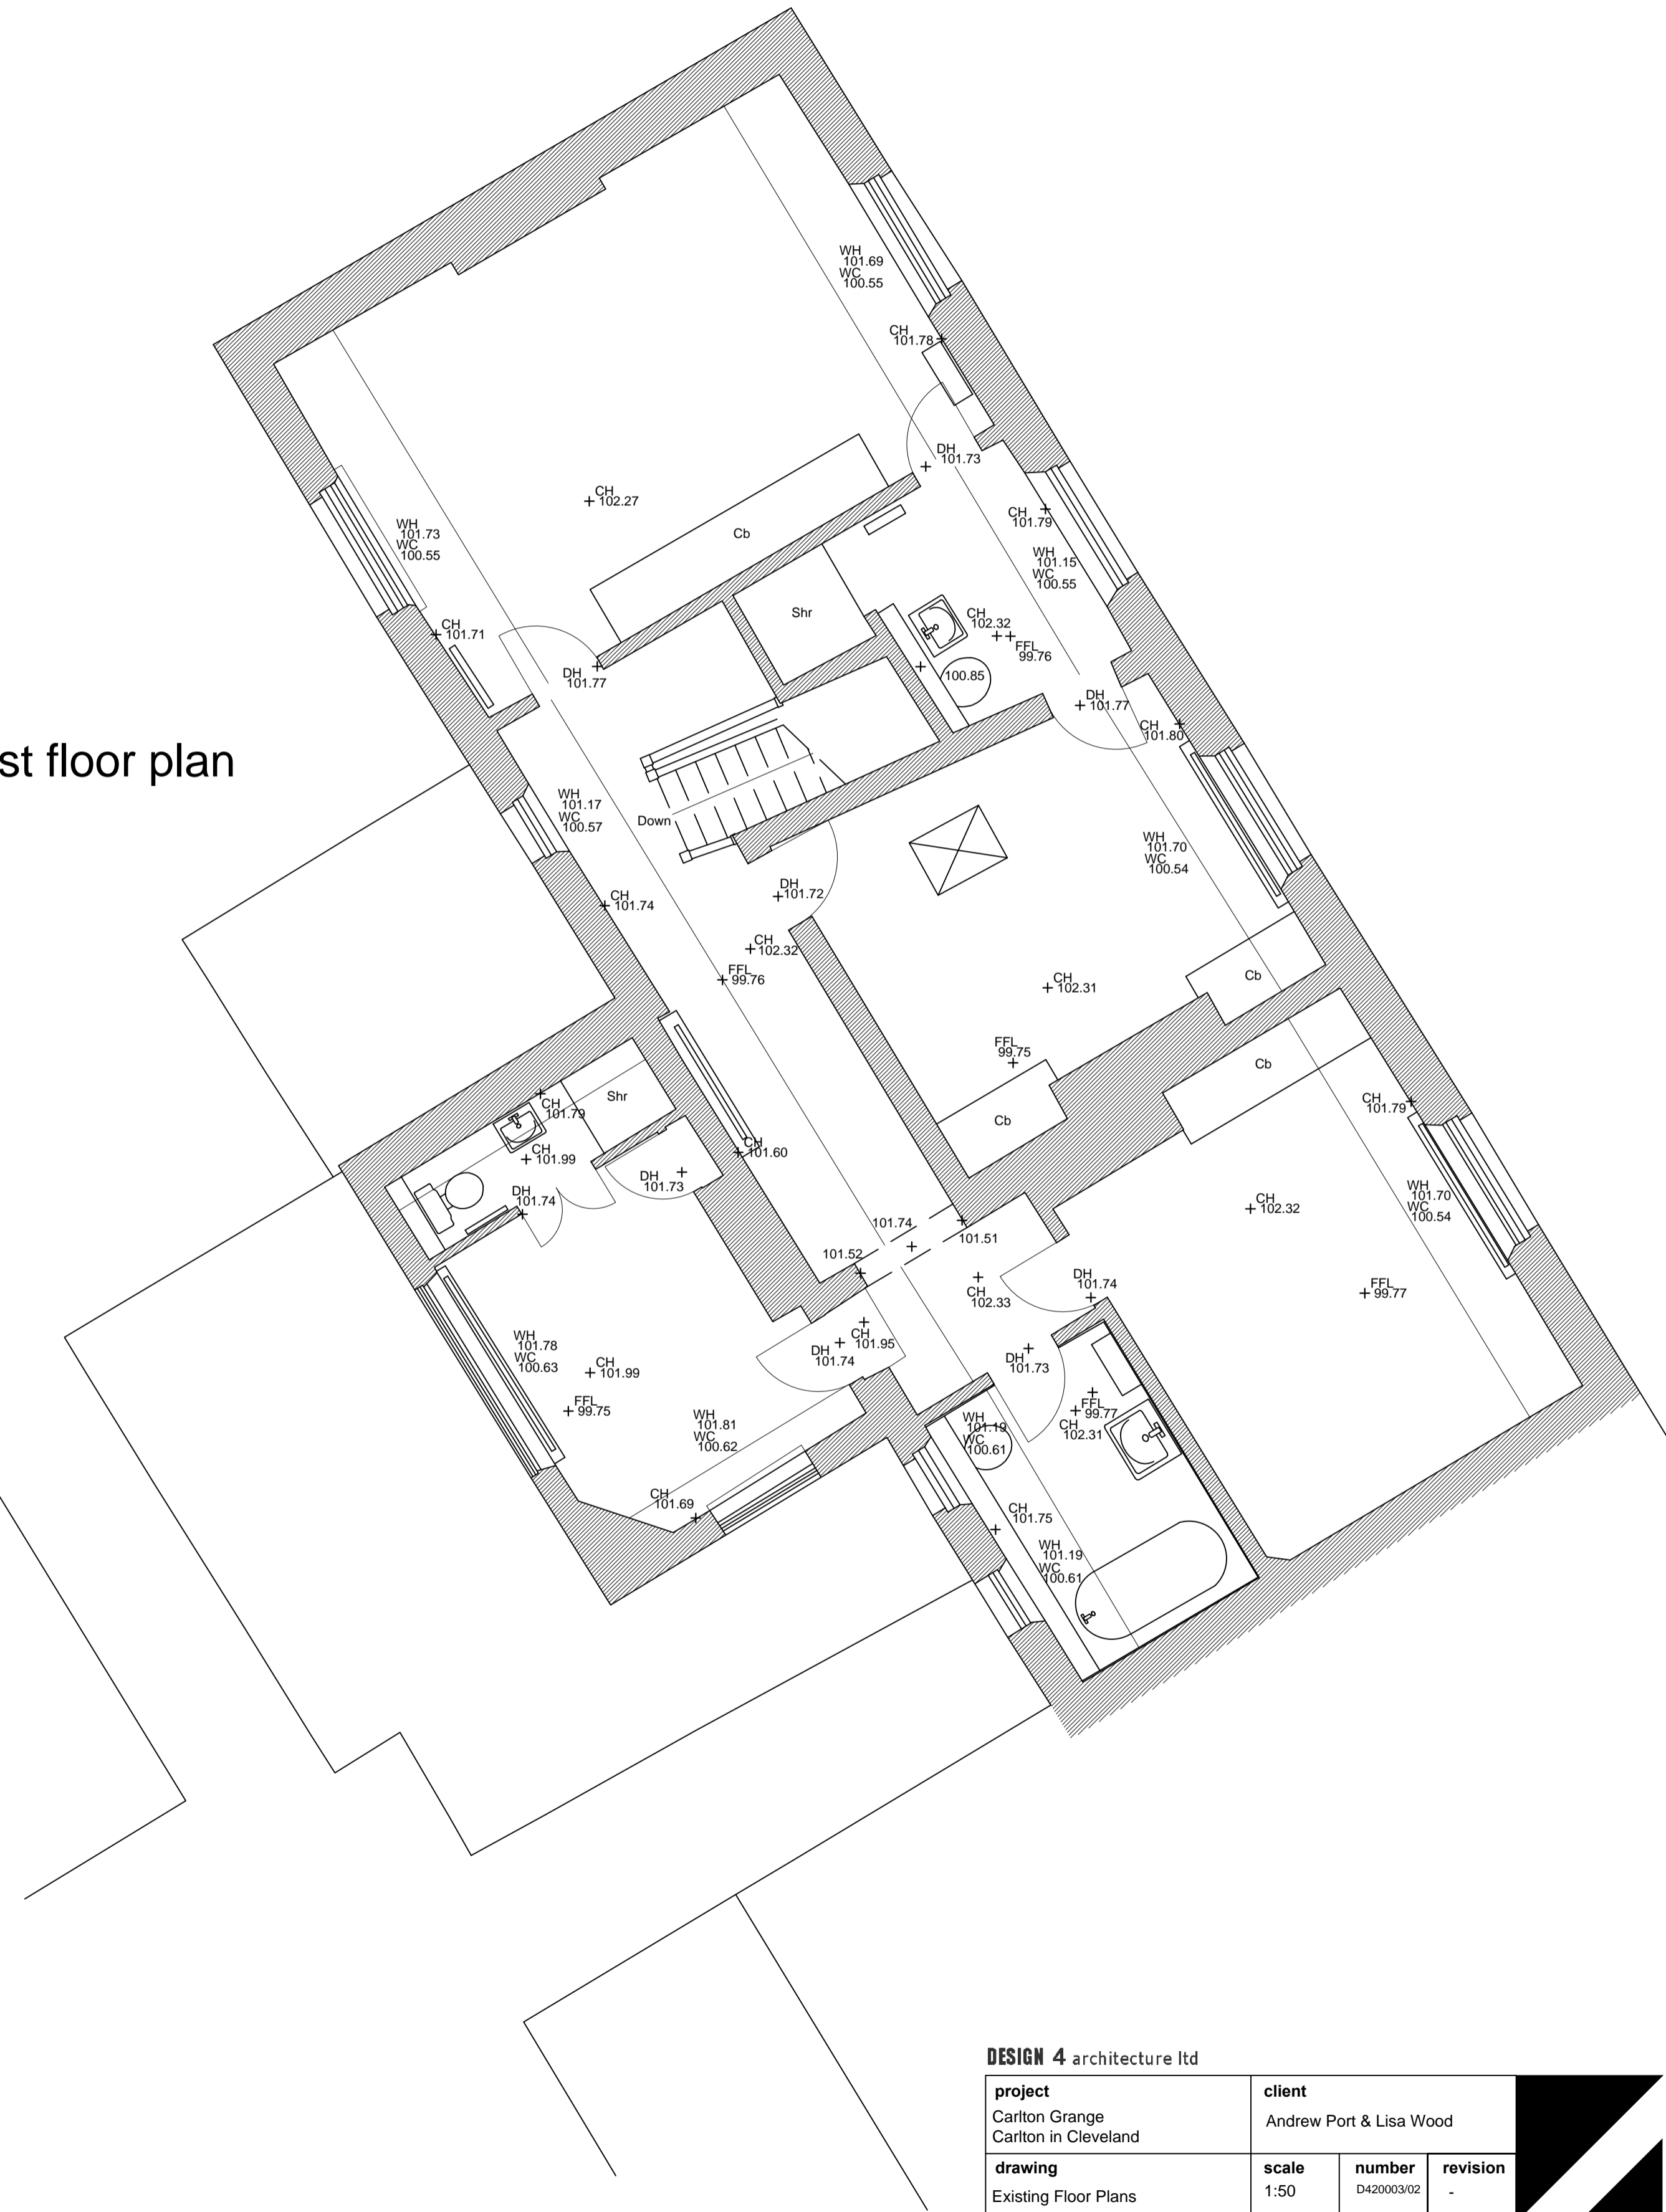 WH
101.69
WC
100.55
CH
101.78
DH
101.73
CH
102.27
CH
101.79
WH
101.73
WC
100.55
Cb
WH
101.15
WC
100.55
Shr
CH
102.32
CH
101.71
FFL
99.76
DH
101.77
100.85
DH
101.77
CH
101.80
st floor plan
WH
101.17
WC
100.57
Down
WH
101.70
WC
100.54
DH
101.72
CH
101.74
CH
102.32
FFL
99.76
CH
102.31
Cb
FFL
99.75
Cb
Cb
Shr
CH
101.79
CH
101.79
CH
101.99
CH
101.60
DH
101.73
DH
101.74
WH
101.70
WC
100.54
CH
102.32
101.74
101.51
101.52
DH
101.74
CH
102.33
FFL
99.77
WH
101.78
WC
100.63
CH
101.95
DH
101.74
DH
101.73
CH
101.99
FFL
99.75
FFL
99.77
CH
102.31
WH
101.81
WC
100.62
WH
101.19
WC
100.61
CH
101.69
CH
101.75
WH
101.19
WC
100.61
DESIGN 4 architecture ltd
project
client
Carlton Grange
Carlton in Cleveland
Andrew Port & Lisa Wood
drawing
scale
number
revision
Existing Floor Plans
1:50
D420003/02
-